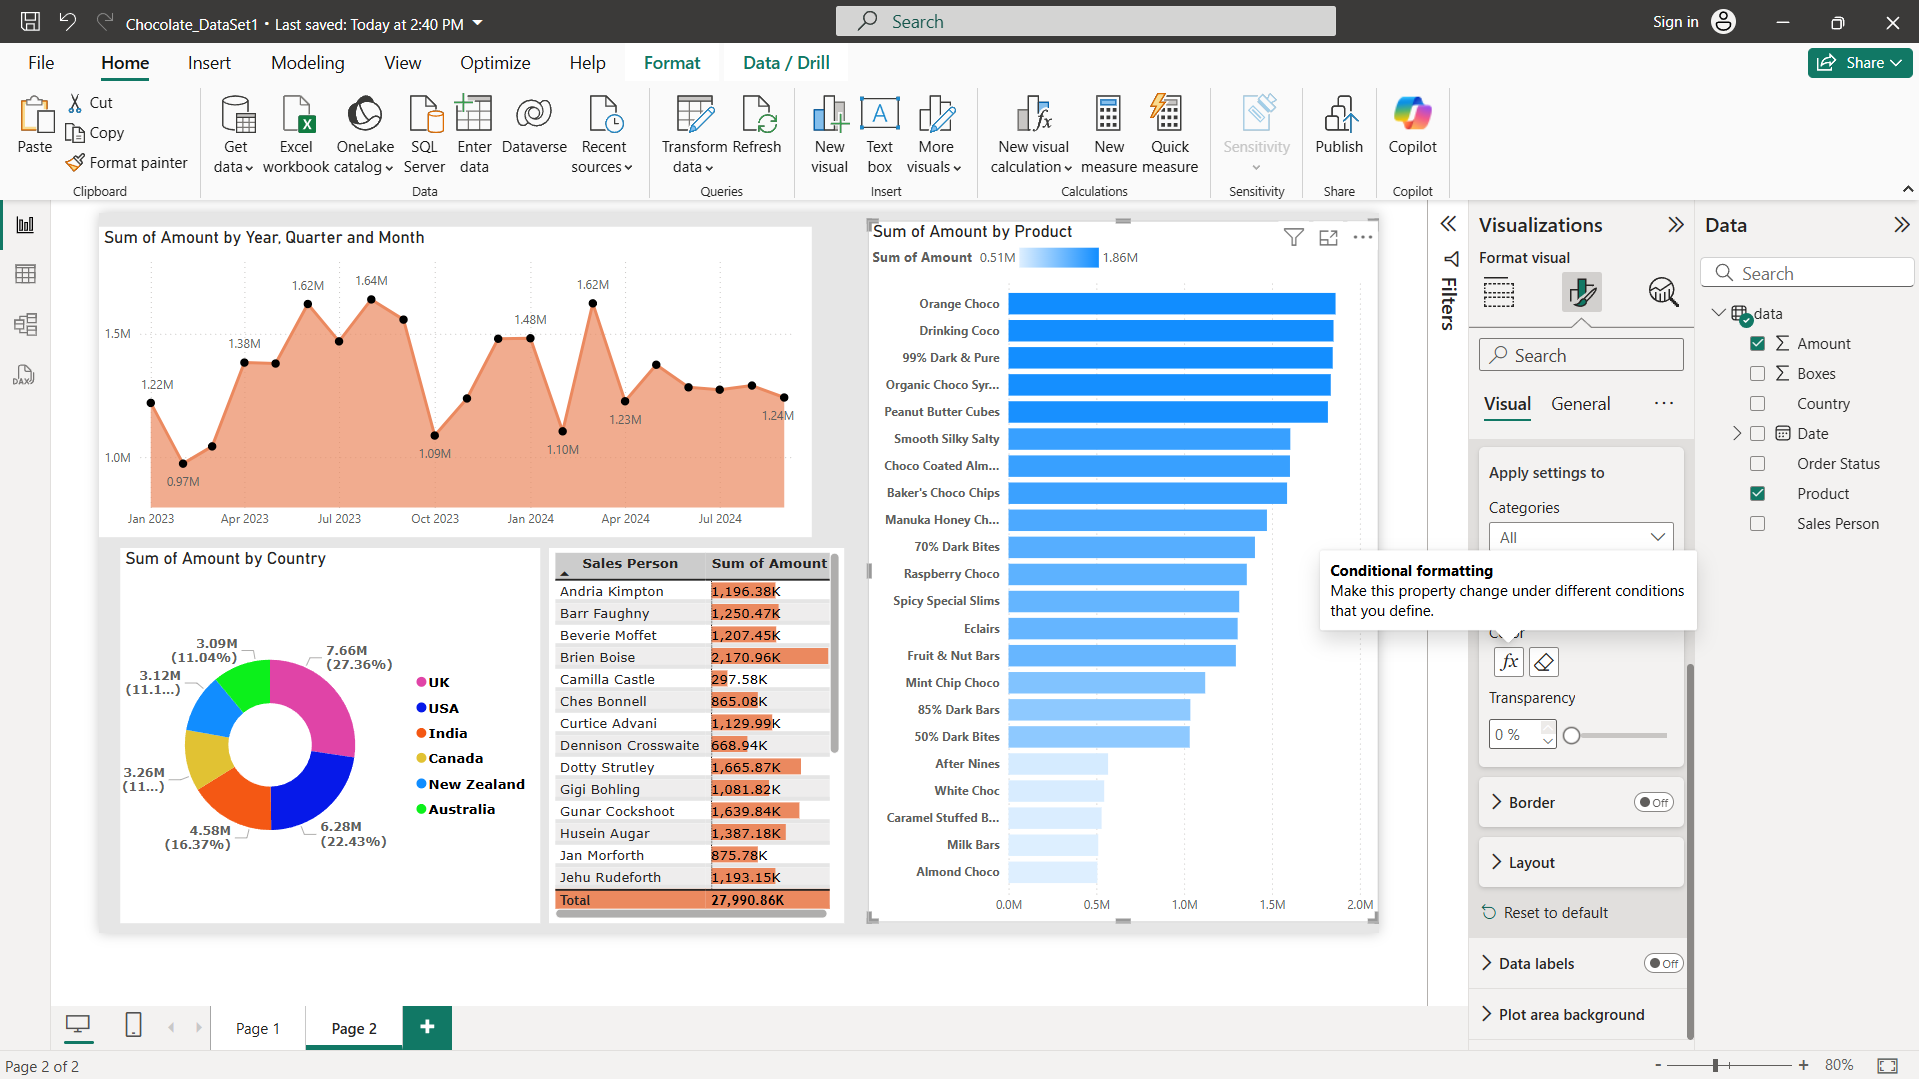 Chocolate_DataSet1 • Last saved: Today at 2:40 PM
Search
Sign in
File
Home
Insert
Modeling
View
Optimize
Help
Format
Data / Drill
Share
Paste
Cut
Copy
Format painter
Clipboard
Get data
Excel workbook
OneLake catalog
SQL Server
Enter data
Dataverse
Recent sources
Data
Transform data
Refresh
Queries
New visual
Text box
More visuals
Insert
New visual calculation
New measure
Quick measure
Calculations
Sensitivity
Sensitivity
Publish
Share
Copilot
Copilot
Sum of Amount by Year, Quarter and Month
1.5M
1.0M
1.22M
0.97M
1.38M
1.62M
1.64M
1.09M
1.48M
1.10M
1.62M
1.23M
1.24M
Jan 2023
Apr 2023
Jul 2023
Oct 2023
Jan 2024
Apr 2024
Jul 2024
Sum of Amount by Country
3.09M
(11.04%)
7.66M
(27.36%)
3.12M
(11.1...)
3.26M
(11...)
4.58M
(16.37%)
6.28M
(22.43%)
UK
USA
India
Canada
New Zealand
Australia
Sales Person Sum of Amount
Andria Kimpton 1,196.38K
Barr Faughny 1,250.47K
Beverie Moffet 1,207.45K
Brien Boise 2,170.96K
Camilla Castle 297.58K
Ches Bonnell 865.08K
Curtice Advani 1,129.99K
Dennison Crosswaite 668.94K
Dotty Strutley 1,665.87K
Gigi Bohling 1,081.82K
Gunar Cockshoot 1,639.84K
Husein Augar 1,387.18K
Jan Morforth 875.78K
Jehu Rudeforth 1,193.15K
Total 27,990.86K
Sum of Amount by Product
Sum of Amount 0.51M 1.86M
Orange Choco
Drinking Coco
99% Dark & Pure
Organic Choco Syr...
Peanut Butter Cubes
Smooth Silky Salty
Choco Coated Alm...
Baker's Choco Chips
Manuka Honey Ch...
70% Dark Bites
Raspberry Choco
Spicy Special Slims
Eclairs
Fruit & Nut Bars
Mint Chip Choco
85% Dark Bars
50% Dark Bites
After Nines
White Choc
Caramel Stuffed B...
Milk Bars
Almond Choco
0.0M
0.5M
1.0M
1.5M
2.0M
Filters
Visualizations
Format visual
Search
Visual
General
Apply settings to
Categories
All
Conditional formatting
Make this property change under different conditions
that you define.
Color
fx
Transparency
0 %
Border
Off
Layout
Reset to default
Data labels
Off
Plot area background
Data
Search
data
Amount
Boxes
Country
Date
Order Status
Product
Sales Person
DAX
Page 1
Page 2
Page 2 of 2
- +
80%